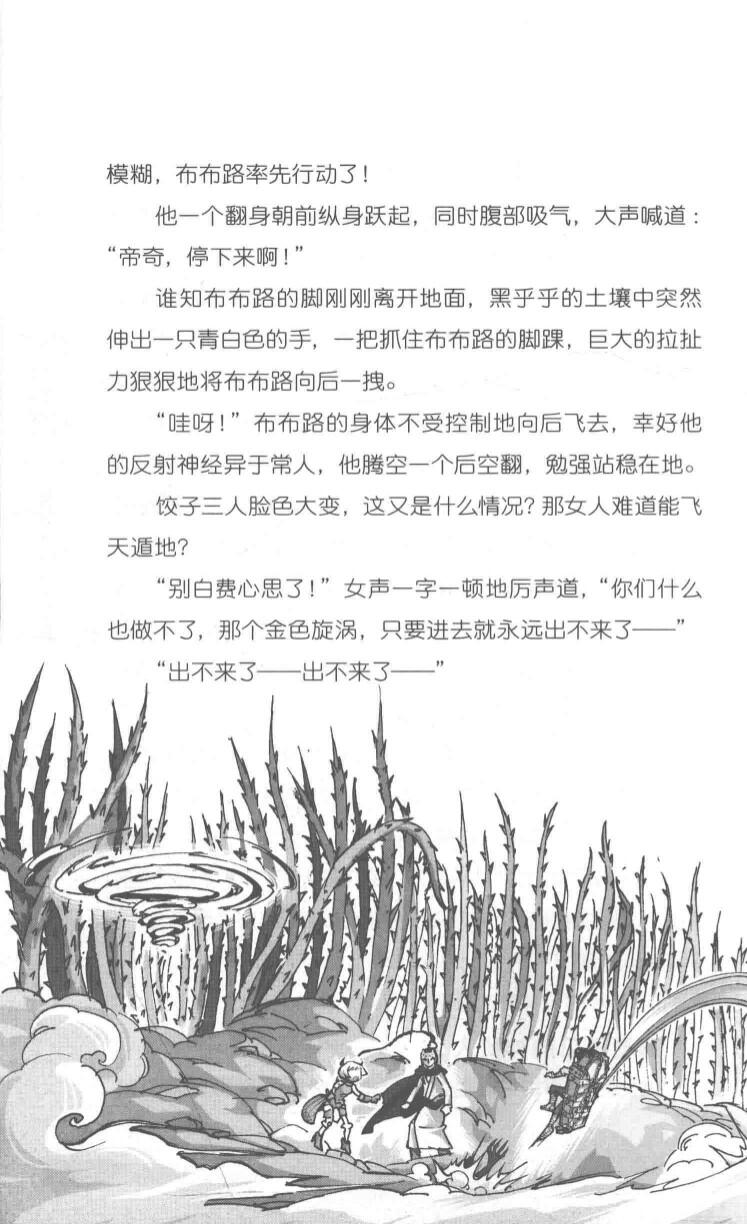 模糊，布布路率先行动了！
他一个翻身朝前纵身跃起，同时腹部吸气，大声喊道：
“帝奇，停下来啊！”
谁知布布路的脚刚刚离开地面，黑乎乎的土壤中突然
伸出一只青白色的手，一把抓住布布路的脚踝，巨大的拉扯
力狠狠地将布布路向后一拽。
“哇呀！”布布路的身体不受控制地向后飞去，幸好他
的反射神经异于常人，他腾空一个后空翻，勉强站稳在地。
饺子三人脸色大变，这又是什么情况？那女人难道能飞
天遁地？
“别白费心思了！”女声一字一顿地厉声道，“你们什么
也做不了，那个金色旋涡，只要进去就永远出不来了——”
“出不来了——出不来了——”